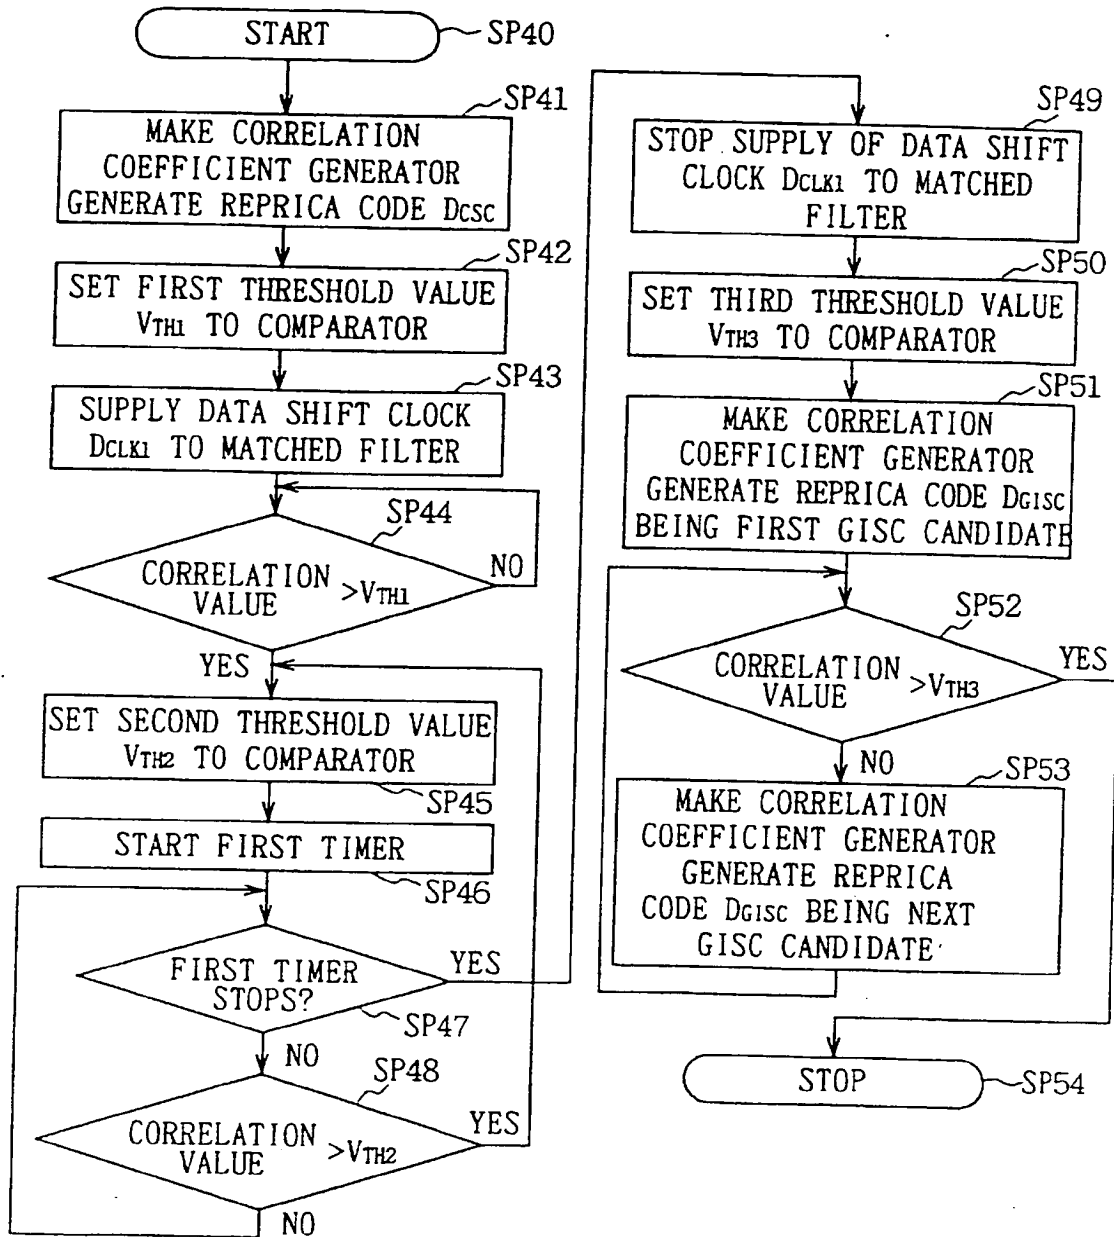 START
SP40
SP41
MAKE CORRELATION
COEFFICIENT GENERATOR
GENERATE REPRICA CODE DCSC
SP42
SET FIRST THRESHOLD VALUE
VTH1 TO COMPARATOR
SP43
SUPPLY DATA SHIFT CLOCK
DCLK1 TO MATCHED FILTER
SP44
CORRELATION
VALUE >VTH1
NO
YES
SET SECOND THRESHOLD VALUE
VTH2 TO COMPARATOR
SP45
START FIRST TIMER
SP46
FIRST TIMER
STOPS?
YES
SP47
NO
SP48
CORRELATION
VALUE >VTH2
YES
NO
SP49
STOP SUPPLY OF DATA SHIFT
CLOCK DCLK1 TO MATCHED
FILTER
SP50
SET THIRD THRESHOLD VALUE
VTH3 TO COMPARATOR
SP51
MAKE CORRELATION
COEFFICIENT GENERATOR
GENERATE REPRICA CODE DGISC
BEING FIRST GISC CANDIDATE
SP52
CORRELATION
VALUE >VTH3
YES
NO
SP53
MAKE CORRELATION
COEFFICIENT GENERATOR
GENERATE REPRICA
CODE DGISC BEING NEXT
GISC CANDIDATE
STOP
SP54